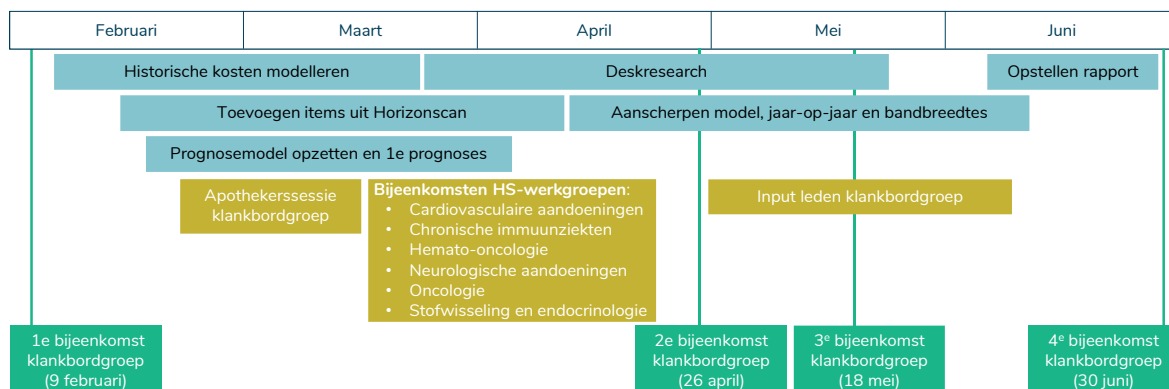 Februari
Maart
April
Mei
Juni
Historische kosten modelleren
Deskresearch
Opstellen rapport
Toevoegen items uit Horizonscan
Aanscherpen model, jaar-op-jaar en bandbreedtes
Prognosemodel opzetten en 1e prognoses
Apothekerssessie
klankbordgroep
Bijeenkomsten HS-werkgroepen:
• Cardiovasculaire aandoeningen
• Chronische immuunziekten
• Hemato-oncologie
• Neurologische aandoeningen
• Oncologie
• Stofwisseling en endocrinologie
Input leden klankbordgroep
1e bijeenkomst
klankbordgroep
(9 februari)
2e bijeenkomst
klankbordgroep
(26 april)
3ᵉ bijeenkomst
klankbordgroep
(18 mei)
4ᵉ bijeenkomst
klankbordgroep
(30 juni)